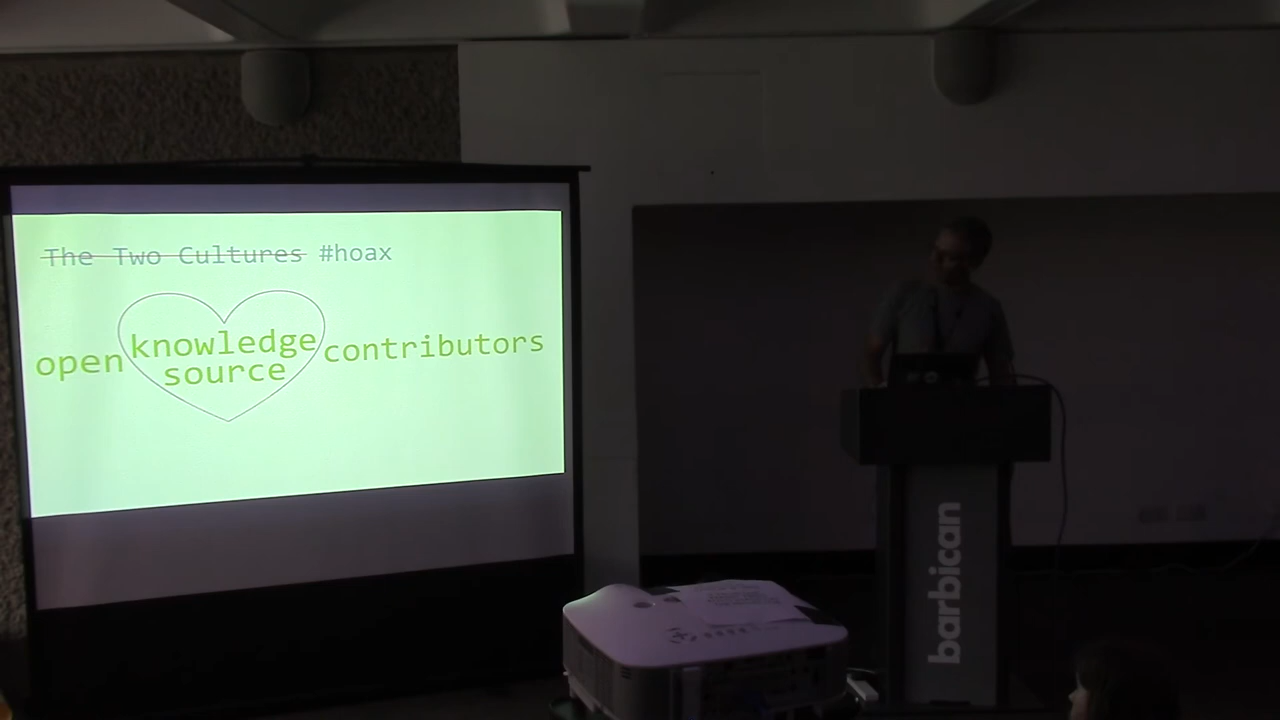 The Two Cultures #hoax
open knowledge contributors
source
barbican